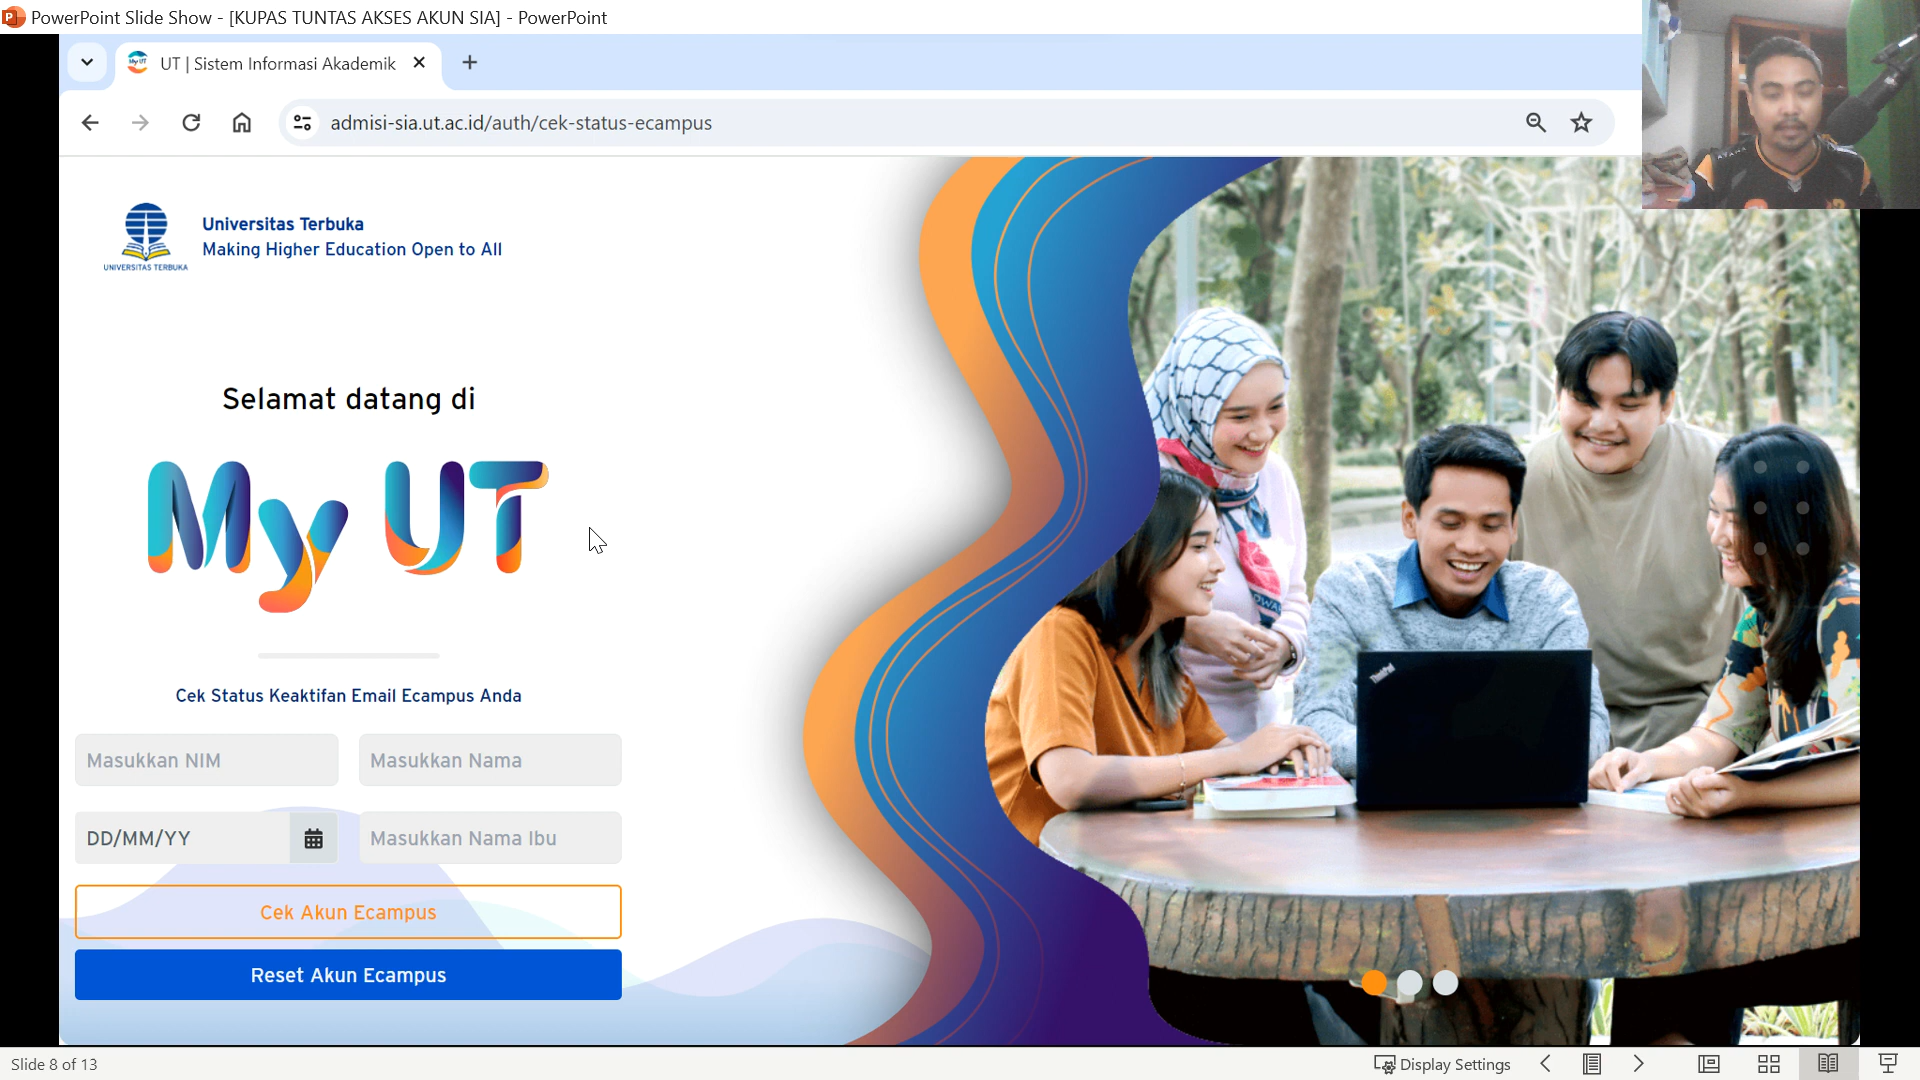 PowerPoint Slide Show - [KUPAS TUNTAS AKSES AKUN SIA] - PowerPoint
UT | Sistem Informasi Akademik
admisi-sia.ut.ac.id/auth/cek-status-ecampus
Universitas Terbuka
Making Higher Education Open to All
UNIVERSITAS TERBUKA
Selamat datang di
My UT
Cek Status Keaktifan Email Ecampus Anda
Masukkan NIM
Masukkan Nama
DD/MM/YY
Masukkan Nama Ibu
Cek Akun Ecampus
Reset Akun Ecampus
ThinkPad
Slide 8 of 13
Display Settings